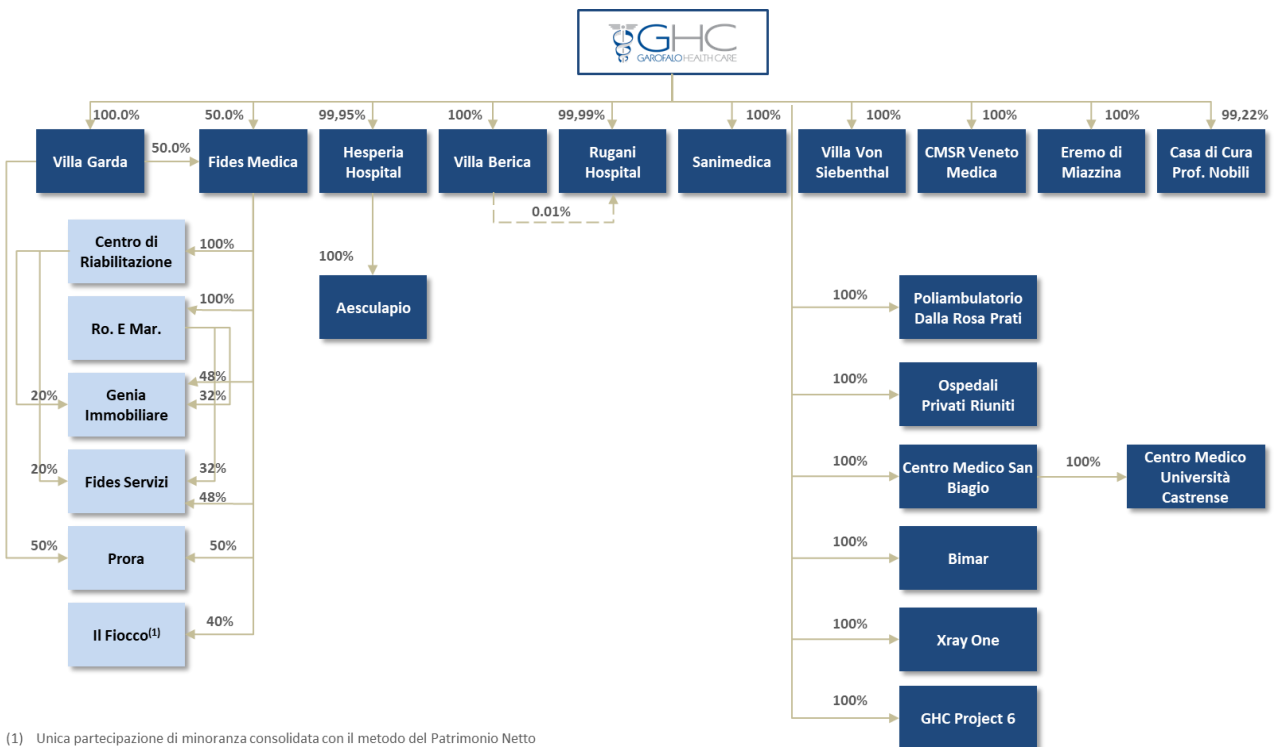 GHC
GAROFALO HEALTH CARE
100.0%
50.0%
99,95%
100%
99,99%
100%
100%
100%
100%
99,22%
Villa Garda
50.0%
Fides Medica
Hesperia
Hospital
Villa Berica
Rugani
Hospital
Sanimedica
Villa Von
Siebenthal
CMSR Veneto
Medica
Eremo di
Miazzina
Casa di Cura
Prof. Nobili
0.01%
Centro di
Riabilitazione
100%
100%
Aesculapio
100%
Poliambulatorio
Dalla Rosa Prati
100%
Ro. E Mar.
48%
20%
Genia
Immobiliare
32%
100%
Ospedali
Privati Riuniti
20%
Fides Servizi
32%
48%
100%
Centro Medico San
Biagio
100%
Centro Medico
Università
Castrense
50%
Prora
50%
100%
Bimar
Il Fiocco(1)
40%
100%
Xray One
100%
GHC Project 6
(1) Unica partecipazione di minoranza consolidata con il metodo del Patrimonio Netto